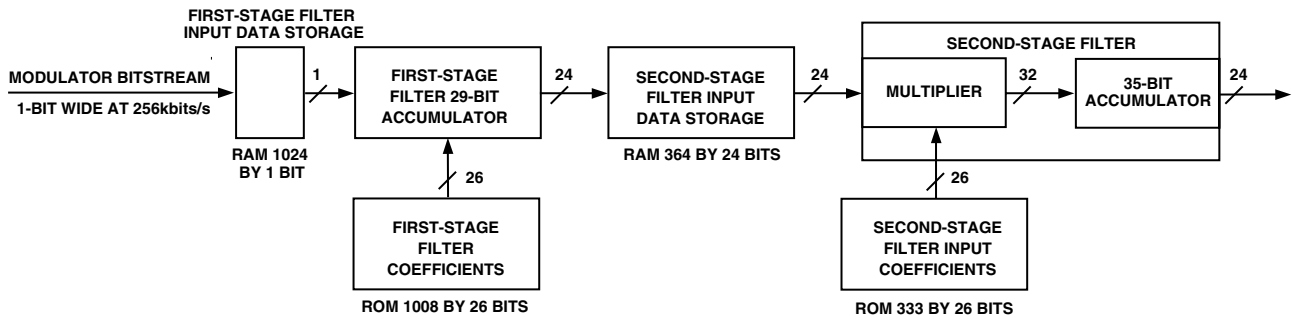 FIRST-STAGE FILTER
INPUT DATA STORAGE
MODULATOR BITSTREAM
1-BIT WIDE AT 256kbits/s
1
RAM 1024
BY 1 BIT
FIRST-STAGE
FILTER 29-BIT
ACCUMULATOR
24
26
FIRST-STAGE
FILTER
COEFFICIENTS
ROM 1008 BY 26 BITS
SECOND-STAGE
FILTER INPUT
DATA STORAGE
RAM 364 BY 24 BITS
24
SECOND-STAGE FILTER
MULTIPLIER
32
35-BIT
ACCUMULATOR
24
26
SECOND-STAGE
FILTER INPUT
COEFFICIENTS
ROM 333 BY 26 BITS